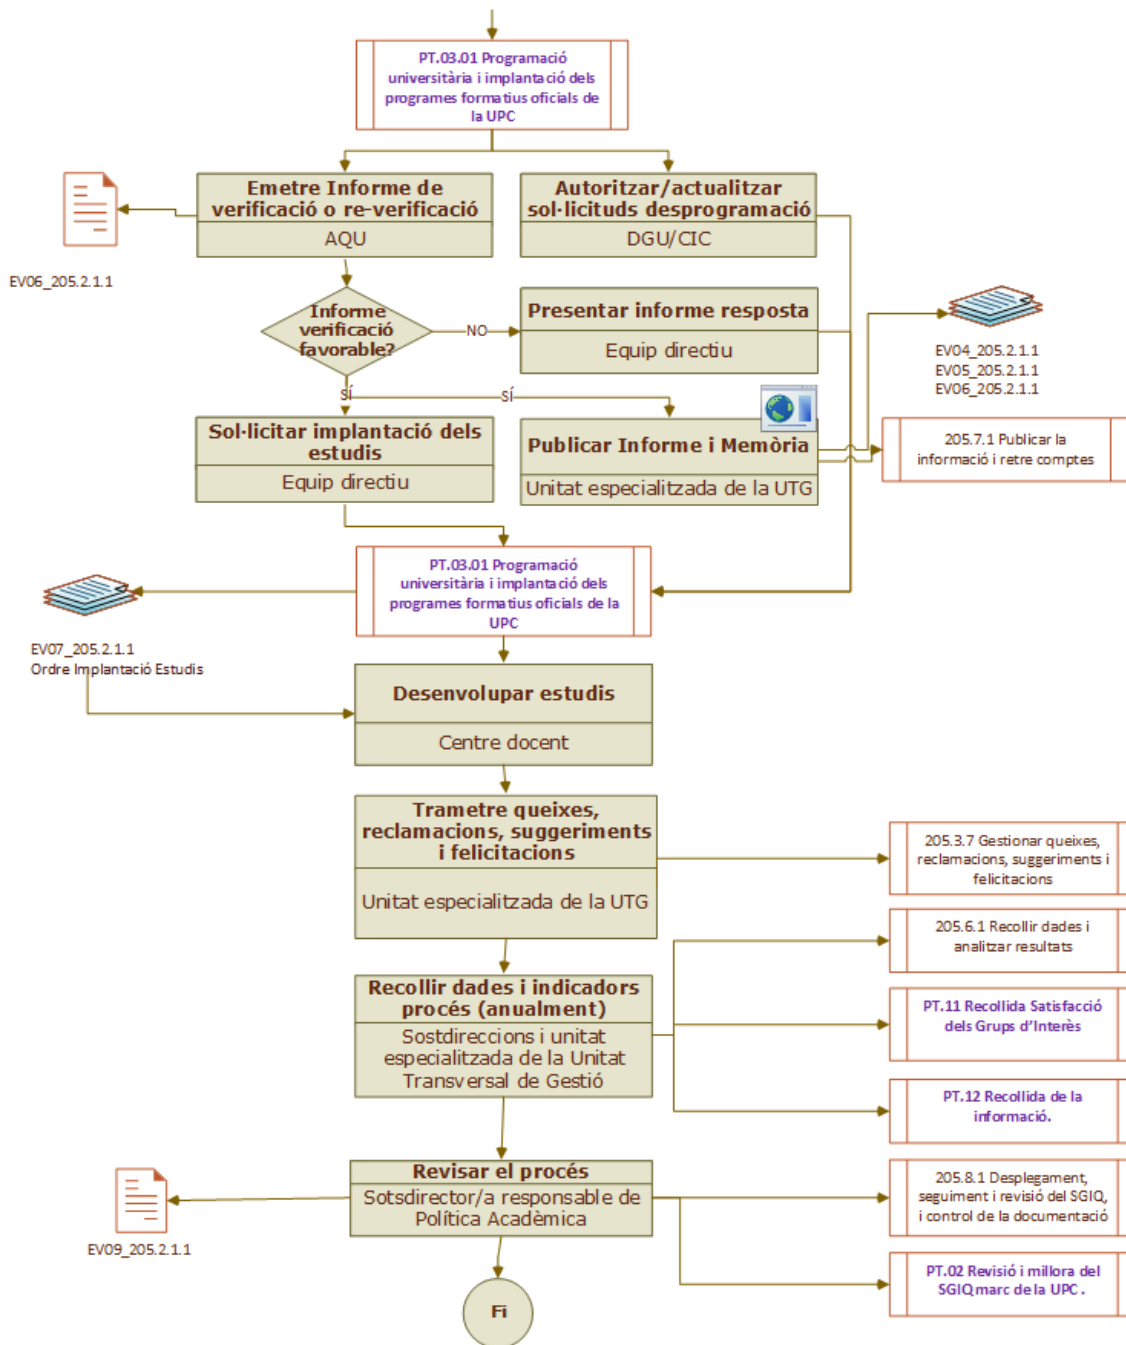 PT.03.01 Programació
universitària i implantació dels
programes formatius oficials de
la UPC
Emetre Informe de
verificació o re-verificació
AQU
Autoritzar/actualitzar
sol·licituds desprogramació
DGU/CIC
EV06_205.2.1.1
Informe
verificació
favorable?
NO
Presentar informe resposta
Equip directiu
EV04_205.2.1.1
EV05_205.2.1.1
EV06_205.2.1.1
SÍ
SÍ
Sol·licitar implantació dels
estudis
Equip directiu
Publicar Informe i Memòria
Unitat especialitzada de la UTG
205.7.1 Publicar la
informació i retre comptes
PT.03.01 Programació
universitària i implantació dels
programes formatius oficials de la
UPC
EV07_205.2.1.1
Ordre Implantació Estudis
Desenvolupar estudis
Centre docent
Trametre queixes,
reclamacions, suggeriments
i felicitacions
Unitat especialitzada de la UTG
205.3.7 Gestionar queixes,
reclamacions, suggeriments i
felicitacions
205.6.1 Recollir dades i
analitzar resultats
Recollir dades i indicadors
procés (anualment)
Sostdireccions i unitat
especialitzada de la Unitat
Transversal de Gestió
PT.11 Recollida Satisfacció
dels Grups d'Interès
PT.12 Recollida de la
informació.
Revisar el procés
Sotsdirector/a responsable de
Política Acadèmica
205.8.1 Desplegament,
seguiment i revisió del SGIQ,
i control de la documentació
EV09_205.2.1.1
PT.02 Revisió i millora del
SGIQ marc de la UPC .
Fi